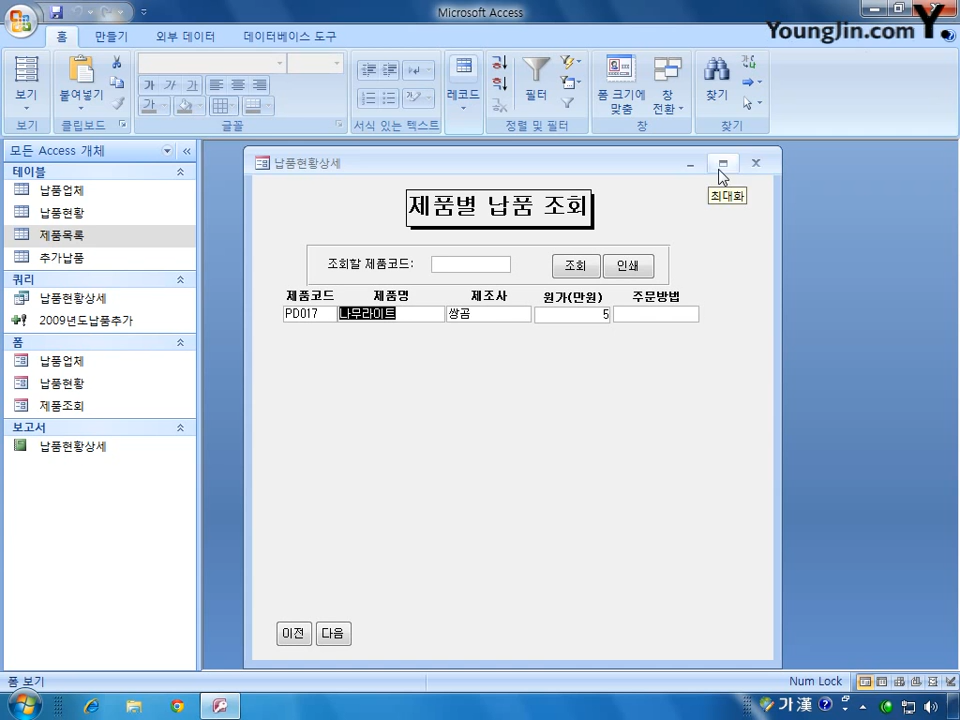 Microsoft Access
YoungJin.com Y.
홈
만들기
외부 데이터
데이터베이스 도구
보기
붙여넣기
가 가 가
가
레코드
필터
폼 크기에 맞춤
창 전환
찾기
보기
클립보드
글꼴
서식 있는 텍스트
정렬 및 필터
창
찾기
모든 Access 개체
테이블
납품업체
납품현황
제품목록
추가납품
쿼리
납품현황상세
2009년도납품추가
폼
납품업체
납품현황
제품조회
보고서
납품현황상세
납품현황상세
최대화
제품별 납품 조회
조회할 제품코드:
조회
인쇄
제품코드 제품명 제조사 원가(만원) 주문방법
PD017 나무라이트 쌍곰 5
이전
다음
폼 보기
Num Lock
가 漢